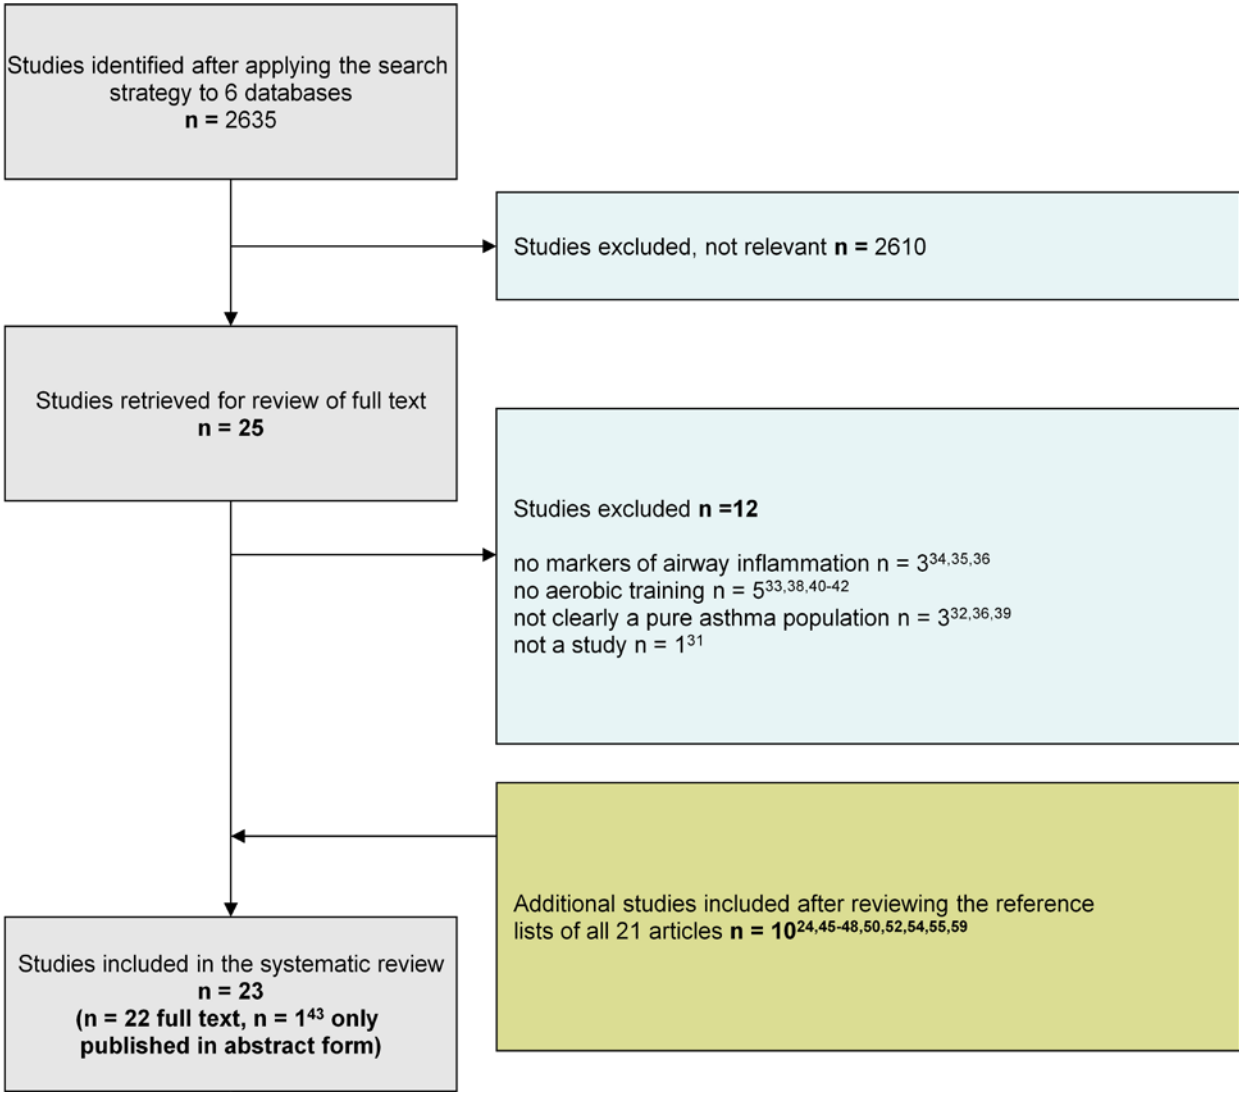 Studies identified after applying the search
strategy to 6 databases
n = 2635
Studies excluded, not relevant n = 2610
Studies retrieved for review of full text
n = 25
Studies excluded n =12
no markers of airway inflammation n = 334,35,36
no aerobic training n = 533,38,40-42
not clearly a pure asthma population n = 332,36,39
not a study n = 131
Additional studies included after reviewing the reference
lists of all 21 articles n = 1024,45-48,50,52,54,55,59
Studies included in the systematic review
n = 23
(n = 22 full text, n = 143 only
published in abstract form)